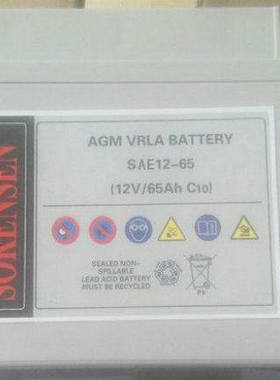 SORENSEN
AGM VRLA BATTERY
SAE12-65
(12V/65Ah C10)
SEALED NON-
SPILLABLE
LEAD ACID BATTERY
MUST BE RECYCLED
Pb